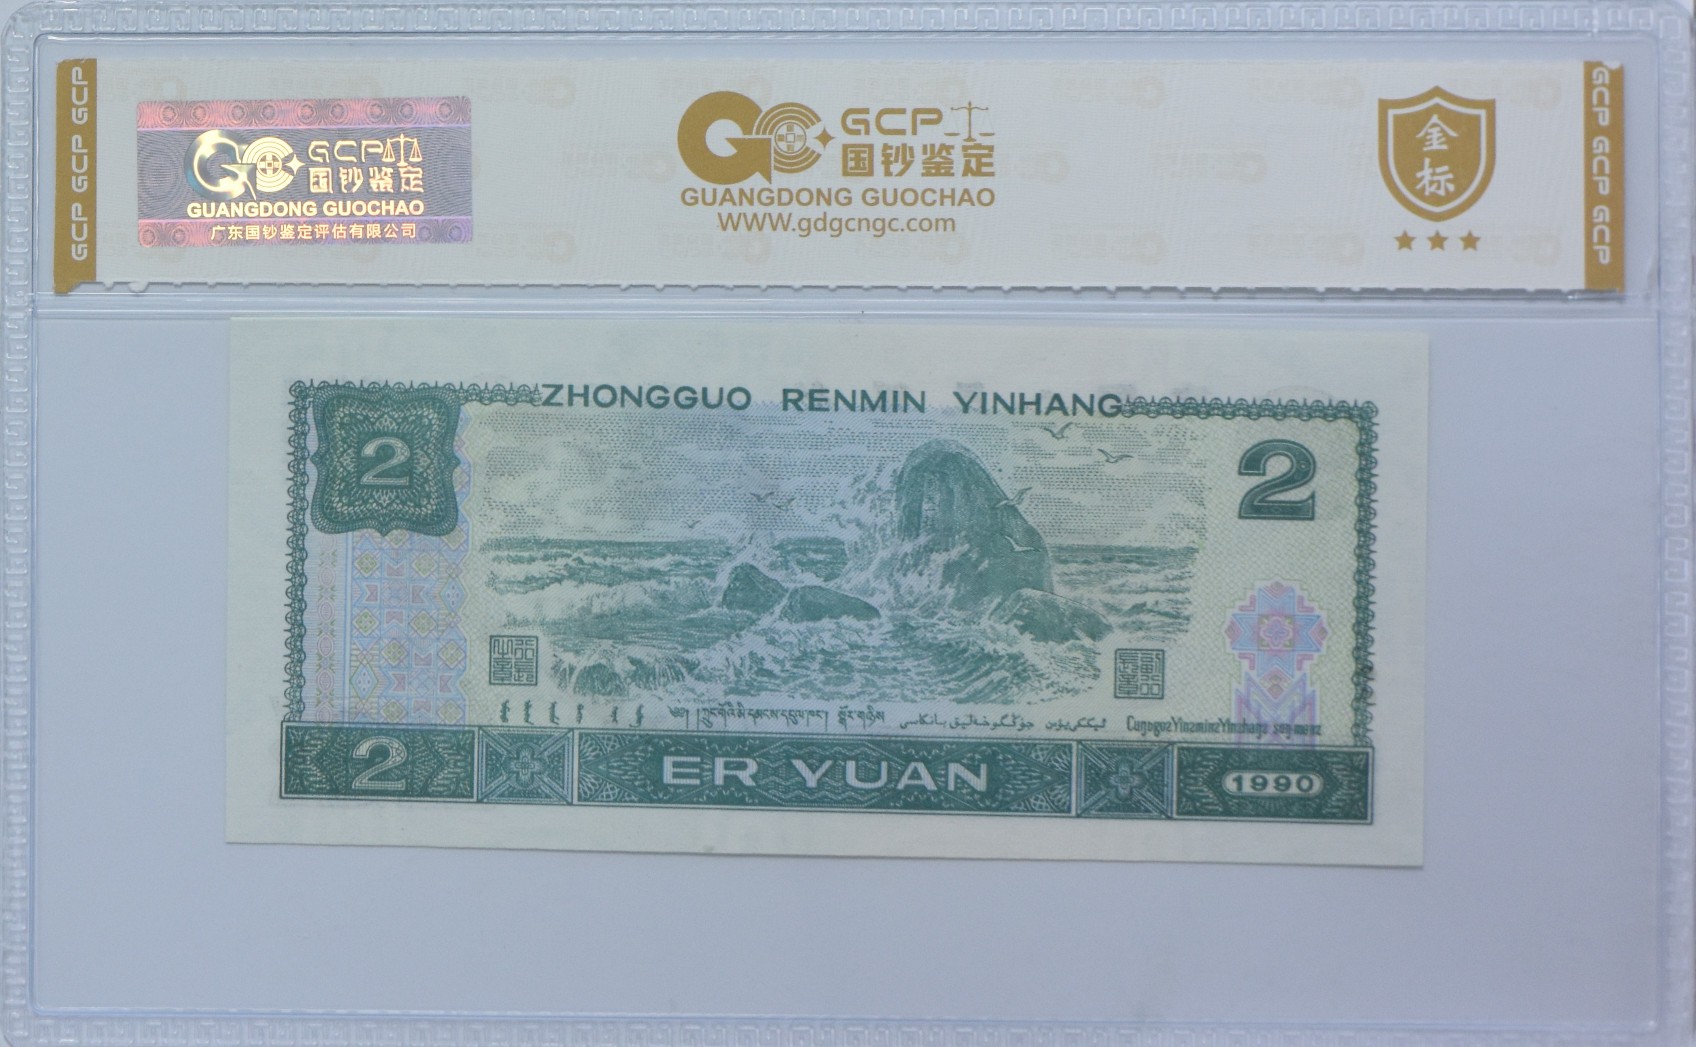 GCP GCP GCP
GCP
国钞鉴定
GUANGDONG GUOCHAO
广东国钞鉴定评估有限公司
GCP
国钞鉴定
GUANGDONG GUOCHAO
WWW.gdgcngc.com
金
标
GCP GCP GCP
ZHONGGUO RENMIN YINHANG
2
2
2
ER YUAN
1990